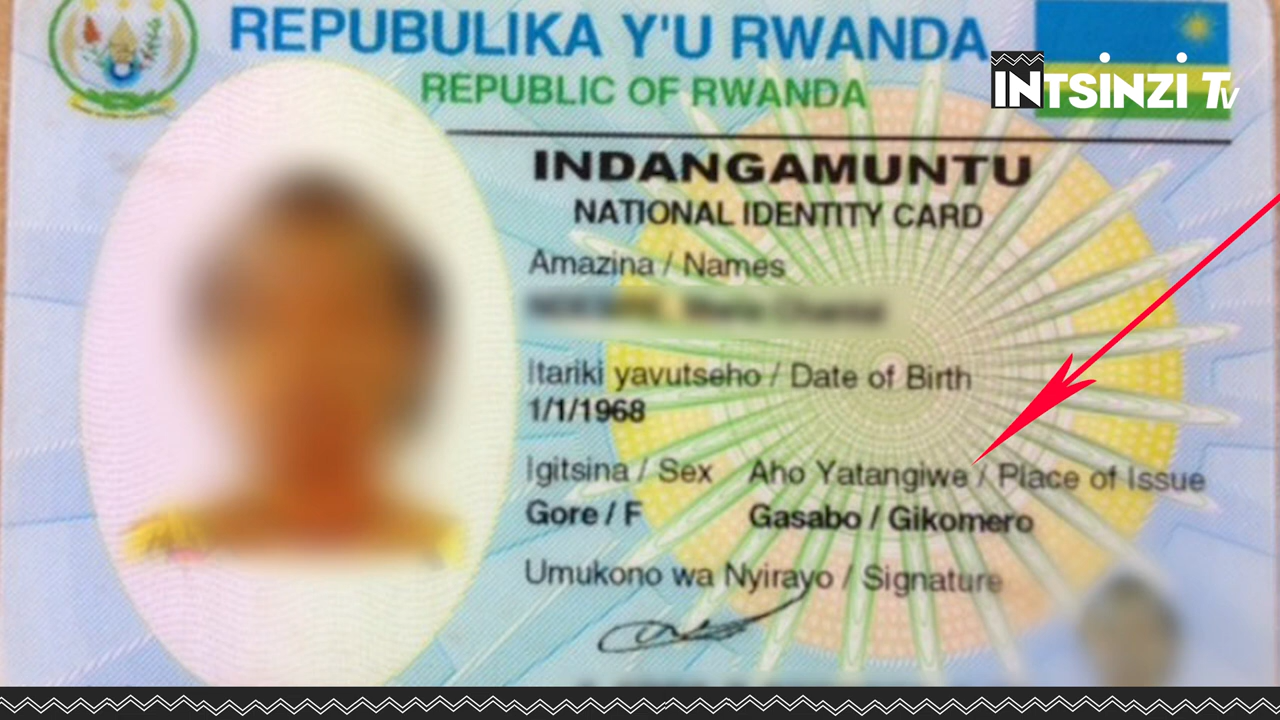 REPUBULIKA Y'U RWANDA
REPUBLIC OF RWANDA
INTSINZI TV
INDANGAMUNTU
NATIONAL IDENTITY CARD
Amazina / Names
Itariki yavutseho / Date of Birth
1/1/1968
Igitsina / Sex Aho Yatangiwe / Place of Issue
Gore / F Gasabo / Gikomero
Umukono wa Nyirayo / Signature